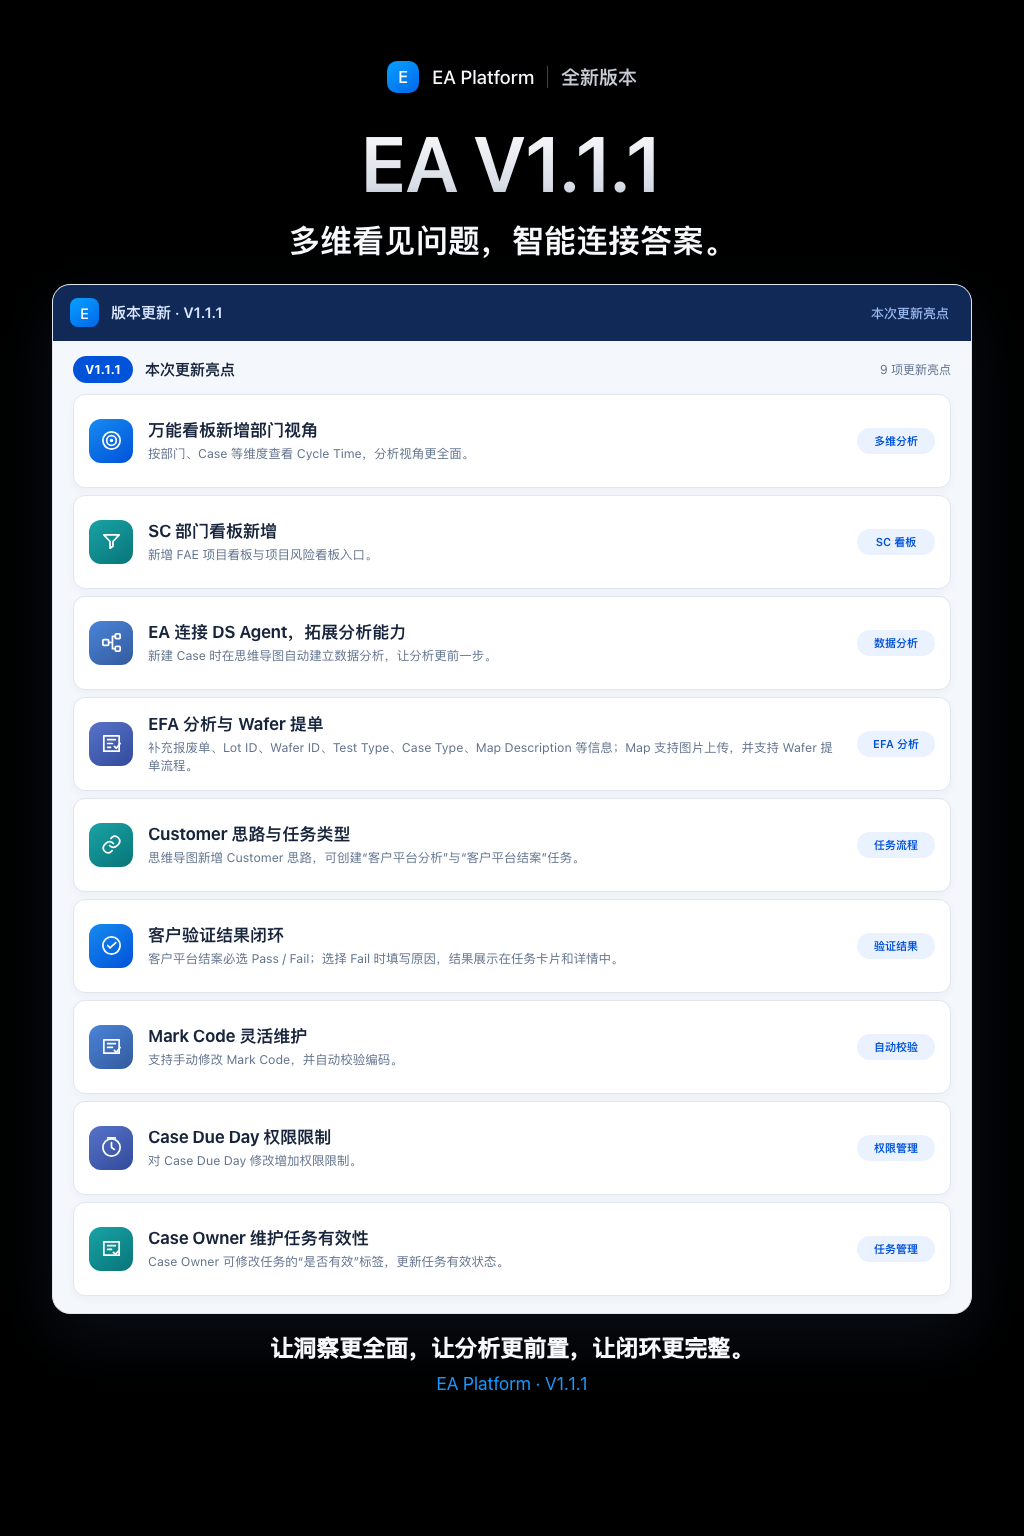 E EA Platform 全新版本
EA V1.1.1
多维看见问题，智能连接答案。
E 版本更新 · V1.1.1 本次更新亮点
V1.1.1 本次更新亮点 9 项更新亮点
万能看板新增部门视角
按部门、Case 等维度查看 Cycle Time，分析视角更全面。
多维分析
SC 部门看板新增
新增 FAE 项目看板与项目风险看板入口。
SC 看板
EA 连接 DS Agent，拓展分析能力
新建 Case 时在思维导图自动建立数据分析，让分析更前一步。
数据分析
EFA 分析与 Wafer 提单
补充报废单、Lot ID、Wafer ID、Test Type、Case Type、Map Description 等信息；Map 支持图片上传，并支持 Wafer 提
单流程。
EFA 分析
Customer 思路与任务类型
思维导图新增 Customer 思路，可创建“客户平台分析”与“客户平台结案”任务。
任务流程
客户验证结果闭环
客户平台结案必选 Pass / Fail；选择 Fail 时填写原因，结果展示在任务卡片和详情中。
验证结果
Mark Code 灵活维护
支持手动修改 Mark Code，并自动校验编码。
自动校验
Case Due Day 权限限制
对 Case Due Day 修改增加权限限制。
权限管理
Case Owner 维护任务有效性
Case Owner 可修改任务的“是否有效”标签，更新任务有效状态。
任务管理
让洞察更全面，让分析更前置，让闭环更完整。
EA Platform · V1.1.1